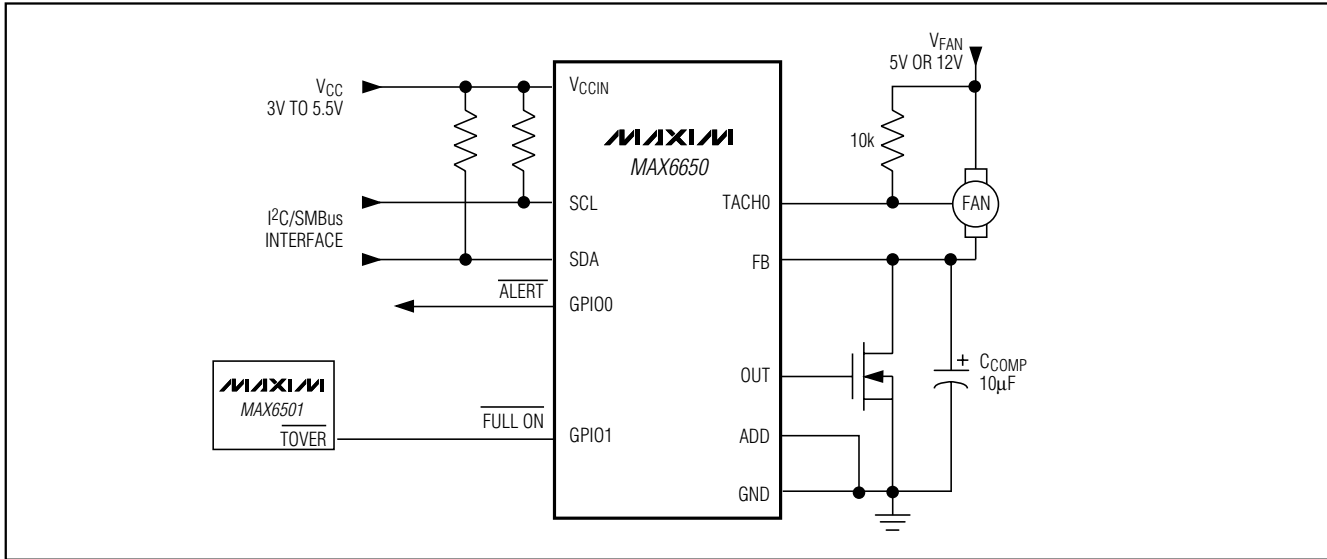 VCC
3V TO 5.5V
I2C/SMBus
INTERFACE
VCCIN
MAXIM
MAX6650
SCL
SDA
ALERT
GPIO0
FULL ON
GPIO1
MAXIM
MAX6501
TOVER
TACH0
FB
OUT
ADD
GND
VFAN
5V OR 12V
10k
FAN
+
CCOMP
10μF